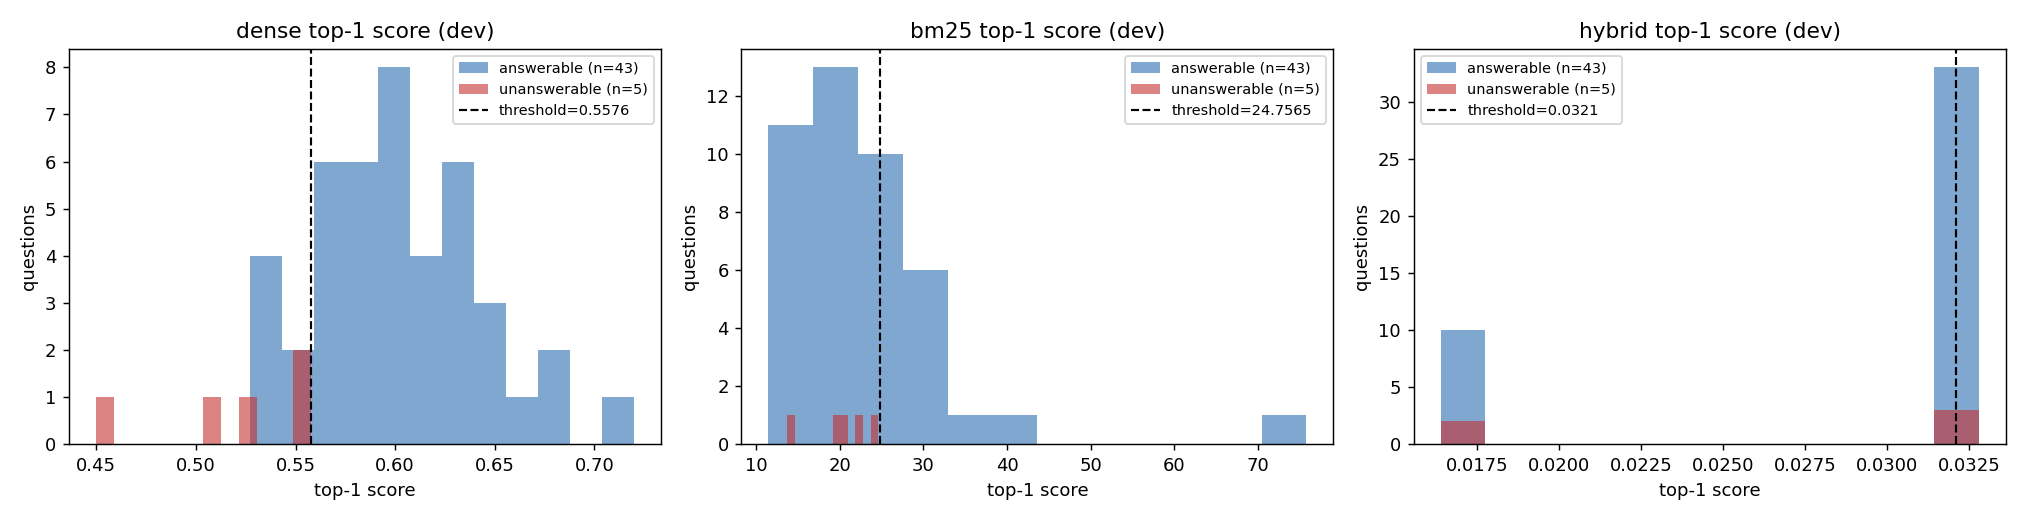 dense top-1 score (dev)
answerable (n=43)
unanswerable (n=5)
threshold=0.5576
questions
8
7
6
5
4
3
2
1
0
0.45 0.50 0.55 0.60 0.65 0.70
top-1 score
bm25 top-1 score (dev)
answerable (n=43)
unanswerable (n=5)
threshold=24.7565
questions
12
10
8
6
4
2
0
10 20 30 40 50 60 70
top-1 score
hybrid top-1 score (dev)
answerable (n=43)
unanswerable (n=5)
threshold=0.0321
questions
30
25
20
15
10
5
0
0.0175 0.0200 0.0225 0.0250 0.0275 0.0300 0.0325
top-1 score